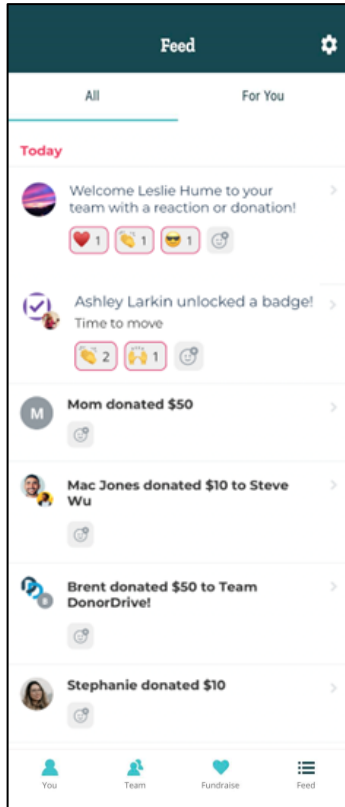 Feed
All
For You
Today
Welcome Leslie Hume to your
team with a reaction or donation!
1
1
1
Ashley Larkin unlocked a badge!
Time to move
2
1
M
Mom donated $50
Mac Jones donated $10 to Steve
Wu
Brent donated $50 to Team
DonorDrive!
Stephanie donated $10
You
Team
Fundraise
Feed